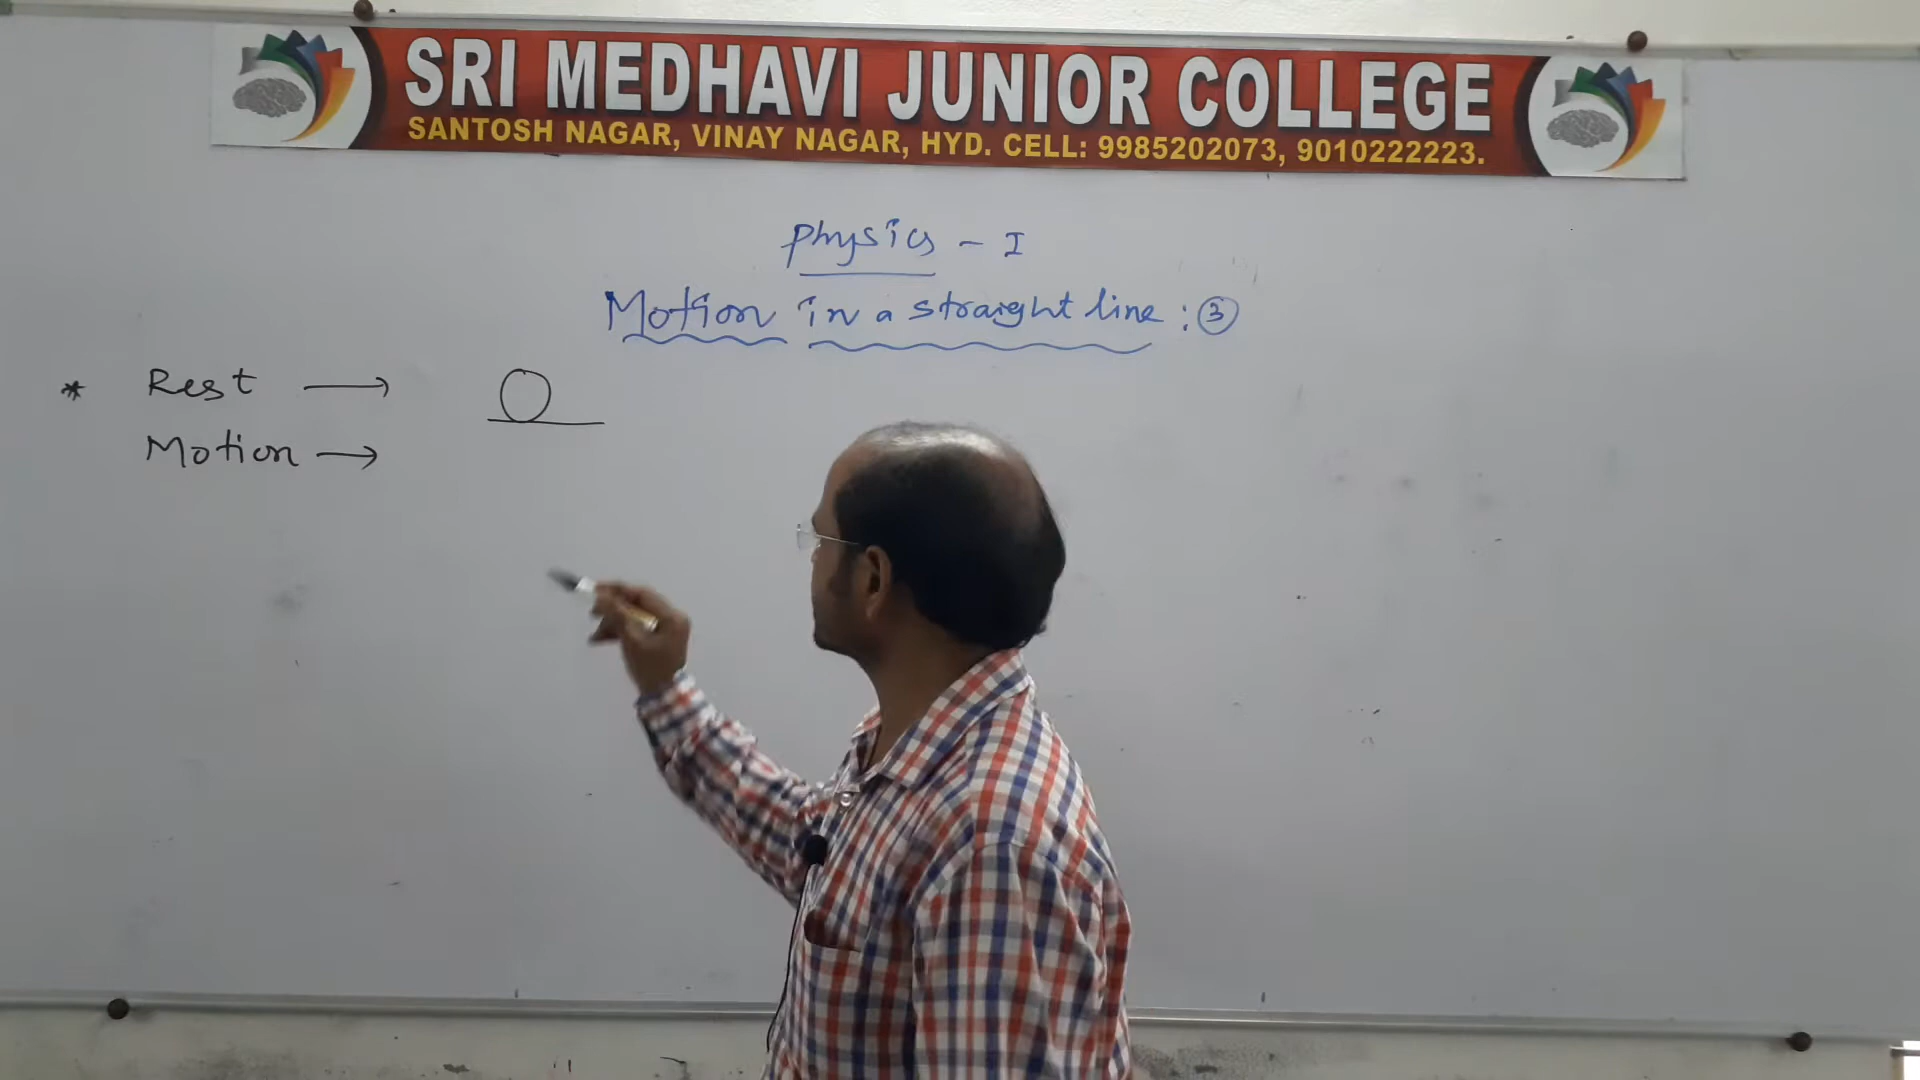 SRI MEDHAVI JUNIOR COLLEGE
SANTOSH NAGAR, VINAY NAGAR, HYD. CELL: 9985202073, 9010222223.
Physics - I
Motion in a straight line : ③
* Rest →
Motion →